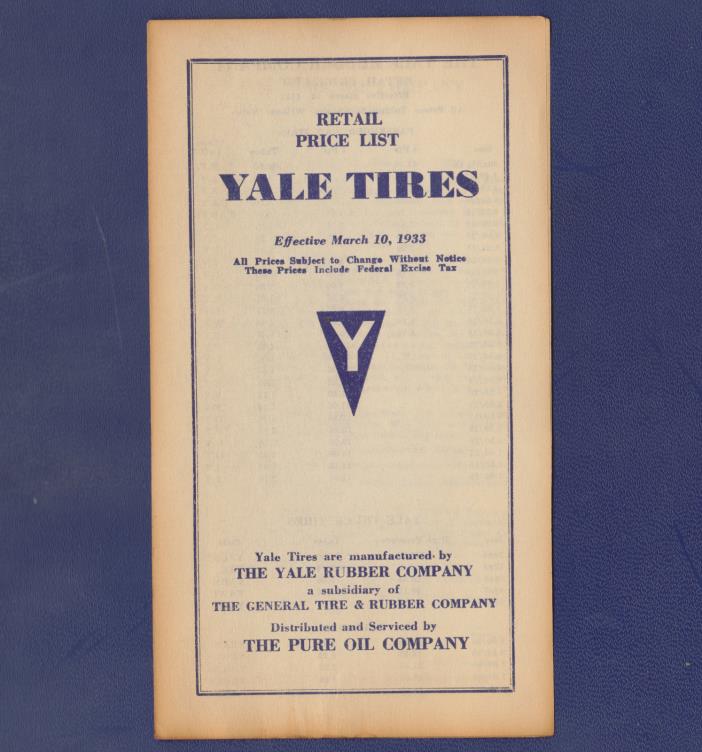 RETAIL
PRICE LIST
YALE TIRES
Effective March 10, 1933
All Prices Subject to Change Without Notice
These Prices Include Federal Excise Tax
Y
Yale Tires are manufactured by
THE YALE RUBBER COMPANY
a subsidiary of
THE GENERAL TIRE & RUBBER COMPANY
Distributed and Serviced by
THE PURE OIL COMPANY